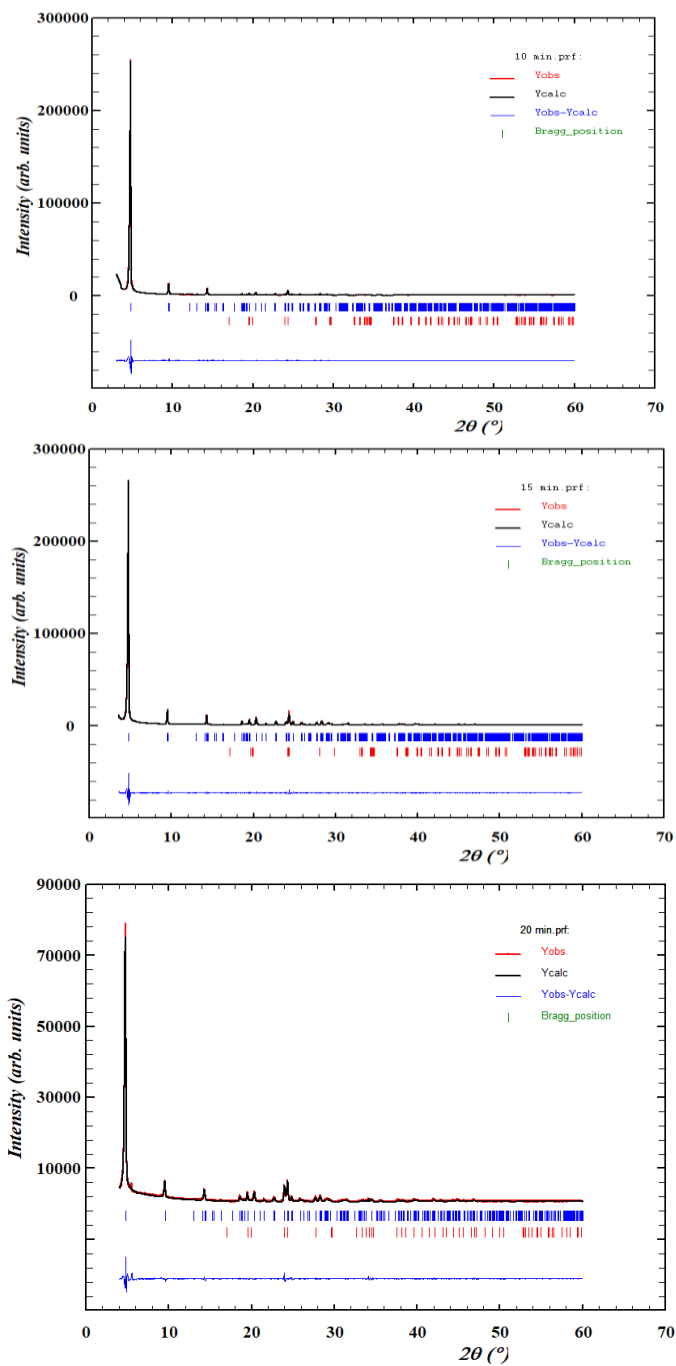 300000
10 min.prf:
Yobs
Ycalc
Yobs-Ycalc
Bragg_position
200000
100000
0
Intensity (arb. units)
0 10 20 30 40 50 60 70
2θ (°)
300000
15 min.prf:
Yobs
Ycalc
Yobs-Ycalc
Bragg_position
200000
100000
0
Intensity (arb. units)
0 10 20 30 40 50 60 70
2θ (°)
90000
20 min.prf:
Yobs
Ycalc
Yobs-Ycalc
Bragg_position
70000
50000
30000
10000
Intensity (arb. units)
0 10 20 30 40 50 60 70
2θ (°)